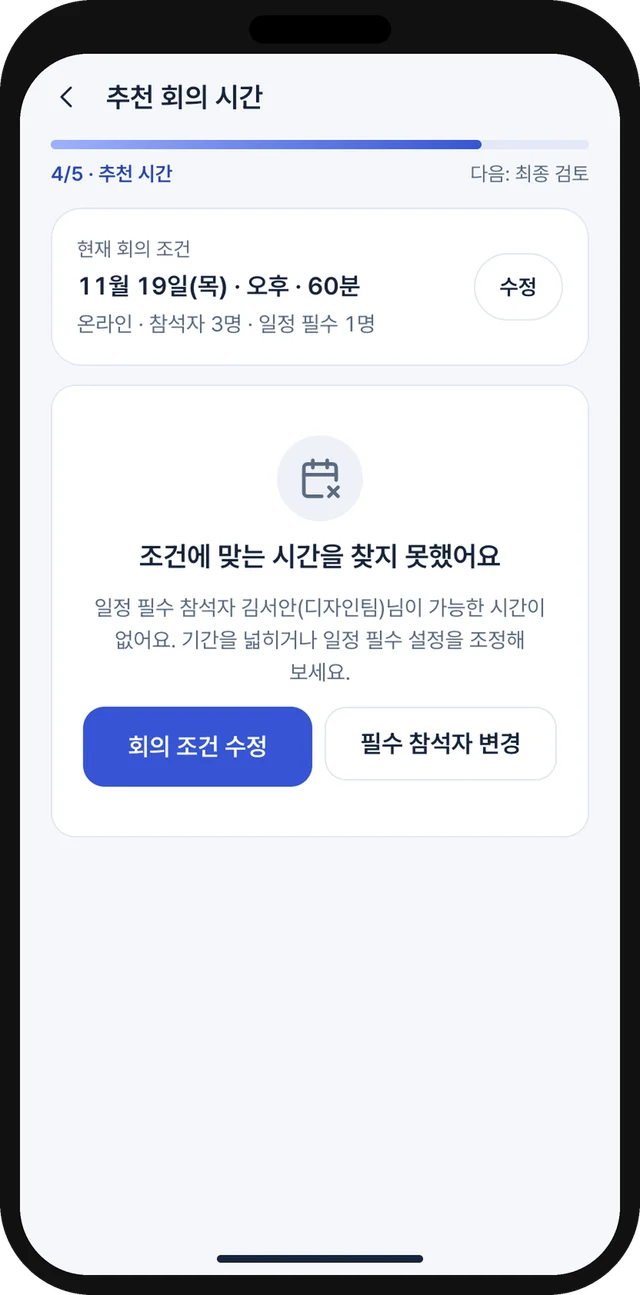 추천 회의 시간
4/5 · 추천 시간
다음: 최종 검토
현재 회의 조건
11월 19일(목) · 오후 · 60분
수정
온라인 · 참석자 3명 · 일정 필수 1명
조건에 맞는 시간을 찾지 못했어요
일정 필수 참석자 김서안(디자인팀)님이 가능한 시간이
없어요. 기간을 넓히거나 일정 필수 설정을 조정해
보세요.
회의 조건 수정
필수 참석자 변경